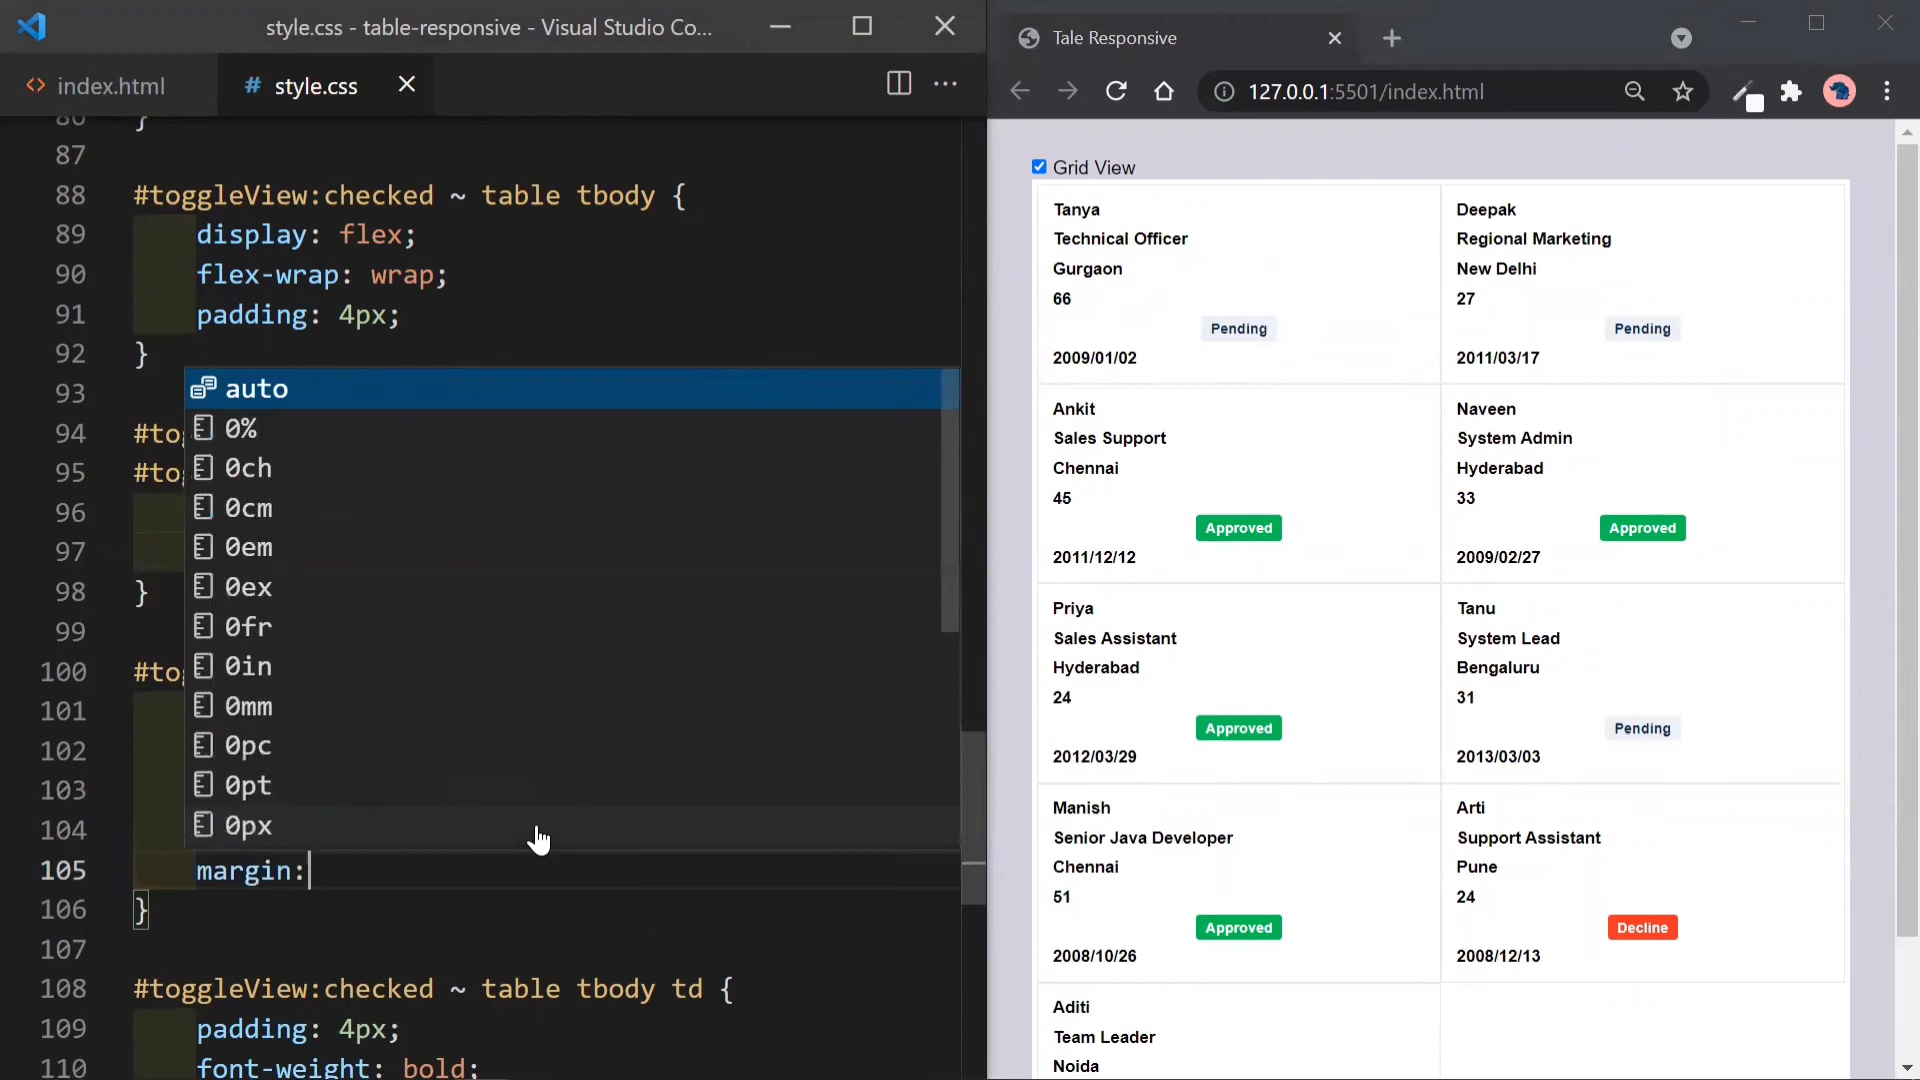 style.css - table-responsive - Visual Studio Co...
index.html
# style.css
86 }
87
88 #toggleView:checked ~ table tbody {
89 display: flex;
90 flex-wrap: wrap;
91 padding: 4px;
92 }
93
94 #to
95 #to
96
97
98 }
99
100 #to
101
102
103
104
auto
0%
0ch
0cm
0em
0ex
0fr
0in
0mm
0pc
0pt
0px
105 margin:
106 }
107
108 #toggleView:checked ~ table tbody td {
109 padding: 4px;
110 font-weight: bold;
Tale Responsive
127.0.0.1:5501/index.html
Grid View
Tanya
Technical Officer
Gurgaon
66
Pending
2009/01/02
Deepak
Regional Marketing
New Delhi
27
Pending
2011/03/17
Ankit
Sales Support
Chennai
45
Approved
2011/12/12
Naveen
System Admin
Hyderabad
33
Approved
2009/02/27
Priya
Sales Assistant
Hyderabad
24
Approved
2012/03/29
Tanu
System Lead
Bengaluru
31
Pending
2013/03/03
Manish
Senior Java Developer
Chennai
51
Approved
2008/10/26
Arti
Support Assistant
Pune
24
Decline
2008/12/13
Aditi
Team Leader
Noida